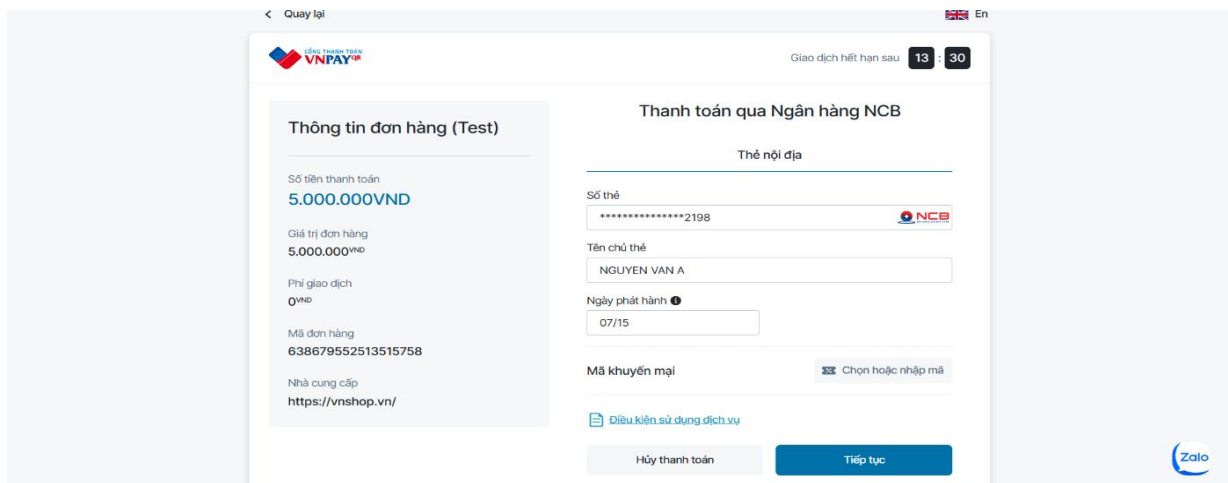 Quay lại
En
CỔNG THANH TOÁN
VNPAYQR
Giao dịch hết hạn sau 13 : 30
Thông tin đơn hàng (Test)
Số tiền thanh toán
5.000.000VND
Giá trị đơn hàng
5.000.000VND
Phí giao dịch
0VND
Mã đơn hàng
638679552513515758
Nhà cung cấp
https://vnshop.vn/
Thanh toán qua Ngân hàng NCB
Thẻ nội địa
Số thẻ
***************2198
NCB
Tên chủ thẻ
NGUYEN VAN A
Ngày phát hành
07/15
Mã khuyến mại
Chọn hoặc nhập mã
Điều kiện sử dụng dịch vụ
Hủy thanh toán
Tiếp tục
Zalo